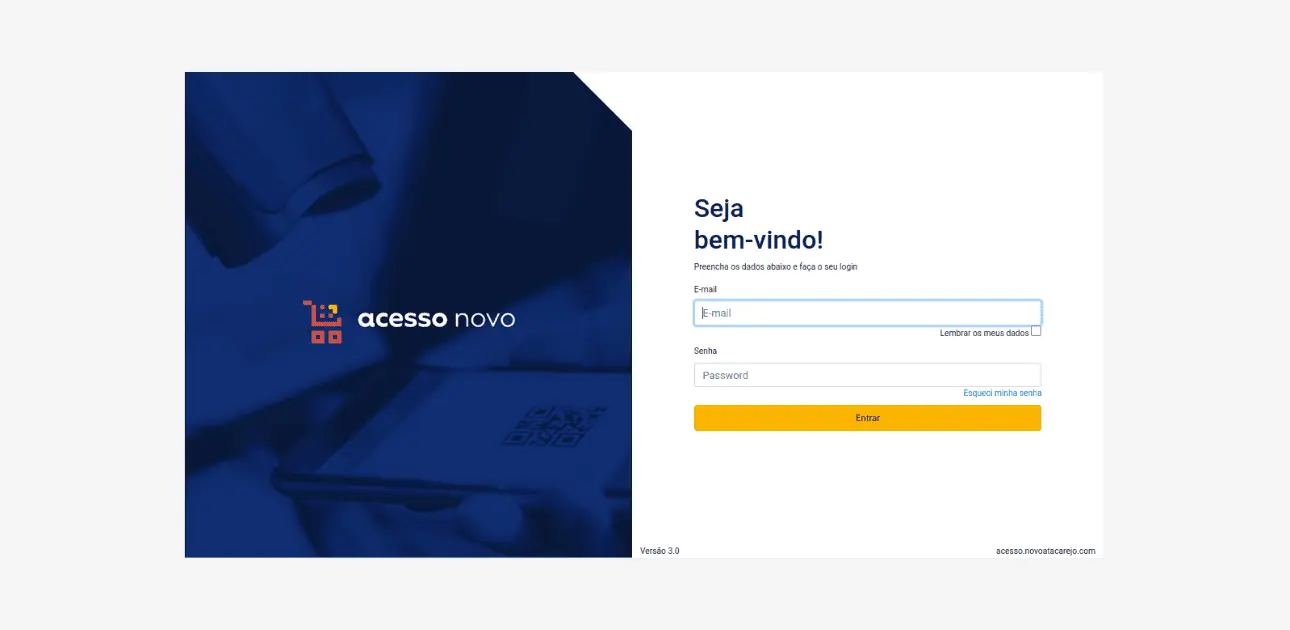 acesso novo
Seja
bem-vindo!
Preencha os dados abaixo e faça o seu login
E-mail
E-mail
Lembrar os meus dados
Senha
Password
Esqueci minha senha
Entrar
Versão 3.0
acesso.novoatacarejo.com